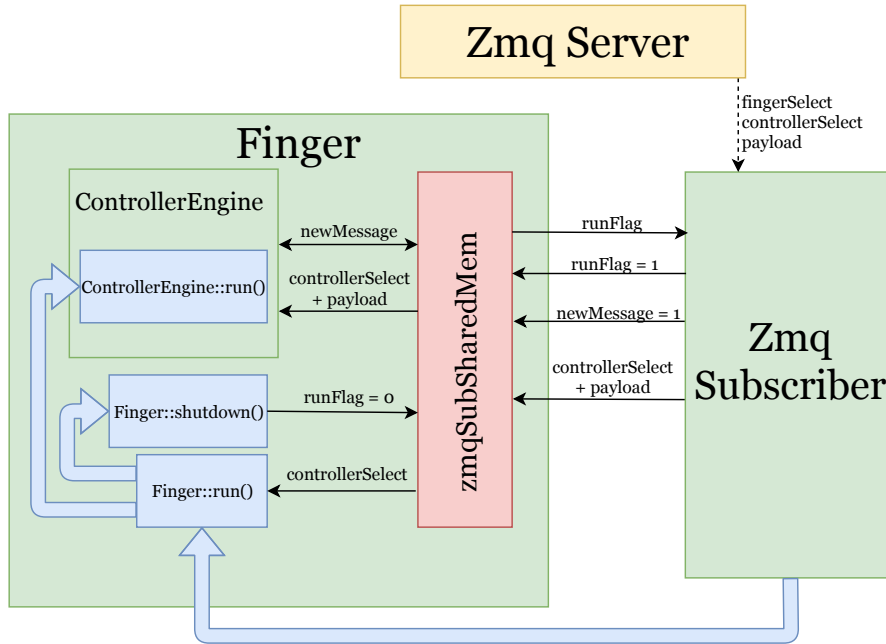 Zmq Server
fingerSelect
controllerSelect
payload
Finger
ControllerEngine
newMessage
runFlag
ControllerEngine::run()
controllerSelect
+ payload
runFlag = 1
newMessage = 1
zmqSubSharedMem
Zmq
Subscriber
controllerSelect
+ payload
Finger::shutdown()
runFlag = 0
Finger::run()
controllerSelect